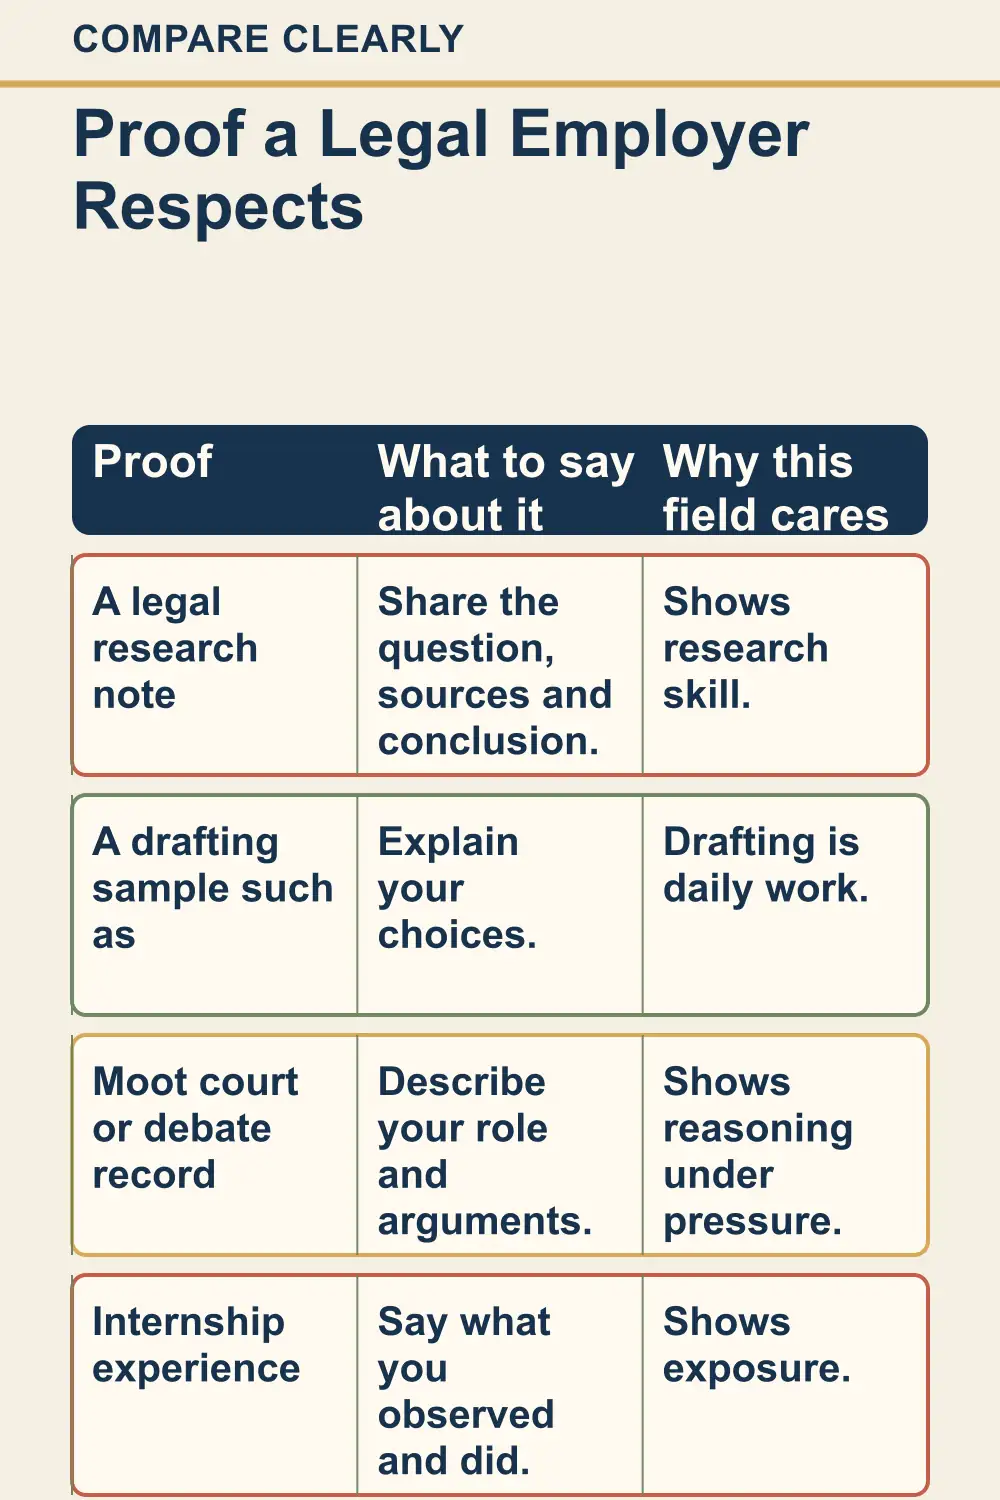 COMPARE CLEARLY
Proof a Legal Employer
Respects
Proof
What to say
about it
Why this
field cares
A legal
research
note
Share the
question,
sources and
conclusion.
Shows
research
skill.
A drafting
sample such
as
Explain
your
choices.
Drafting is
daily work.
Moot court
or debate
record
Describe
your role
and
arguments.
Shows
reasoning
under
pressure.
Internship
experience
Say what
you
observed
and did.
Shows
exposure.